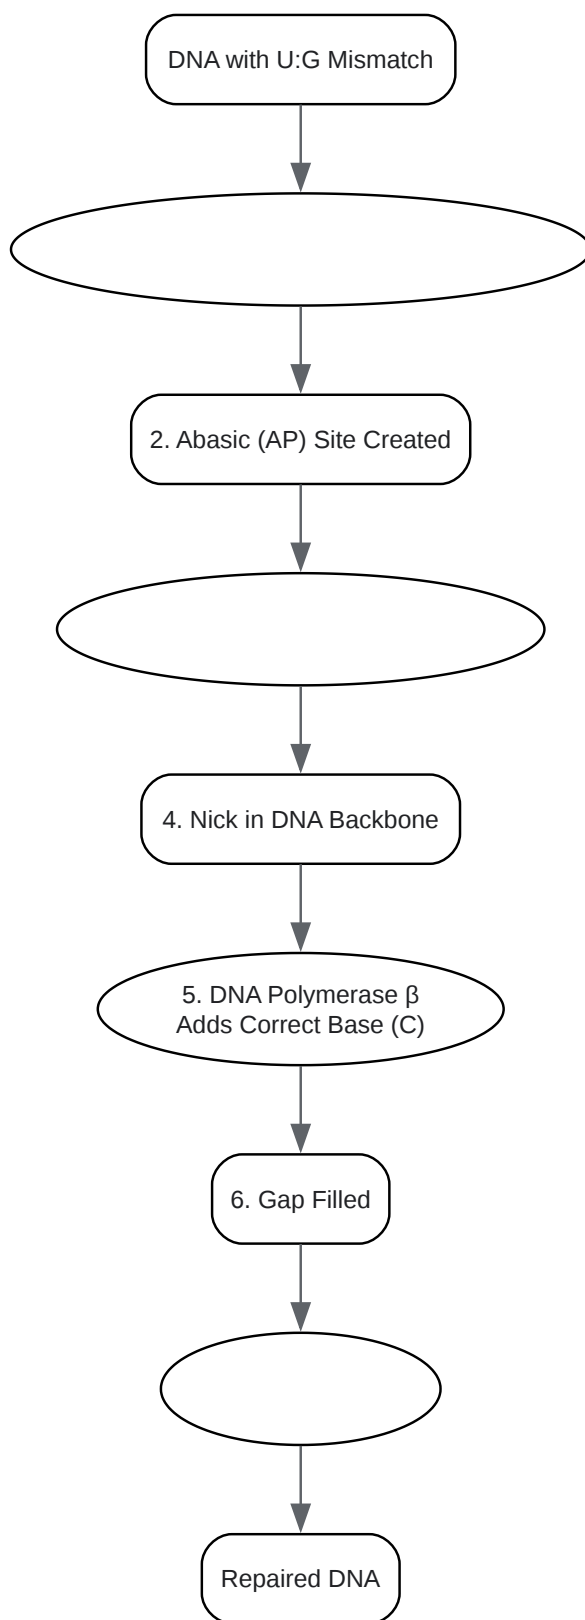 DNA with U:G Mismatch
2. Abasic (AP) Site Created
4. Nick in DNA Backbone
5. DNA Polymerase β
Adds Correct Base (C)
6. Gap Filled
Repaired DNA